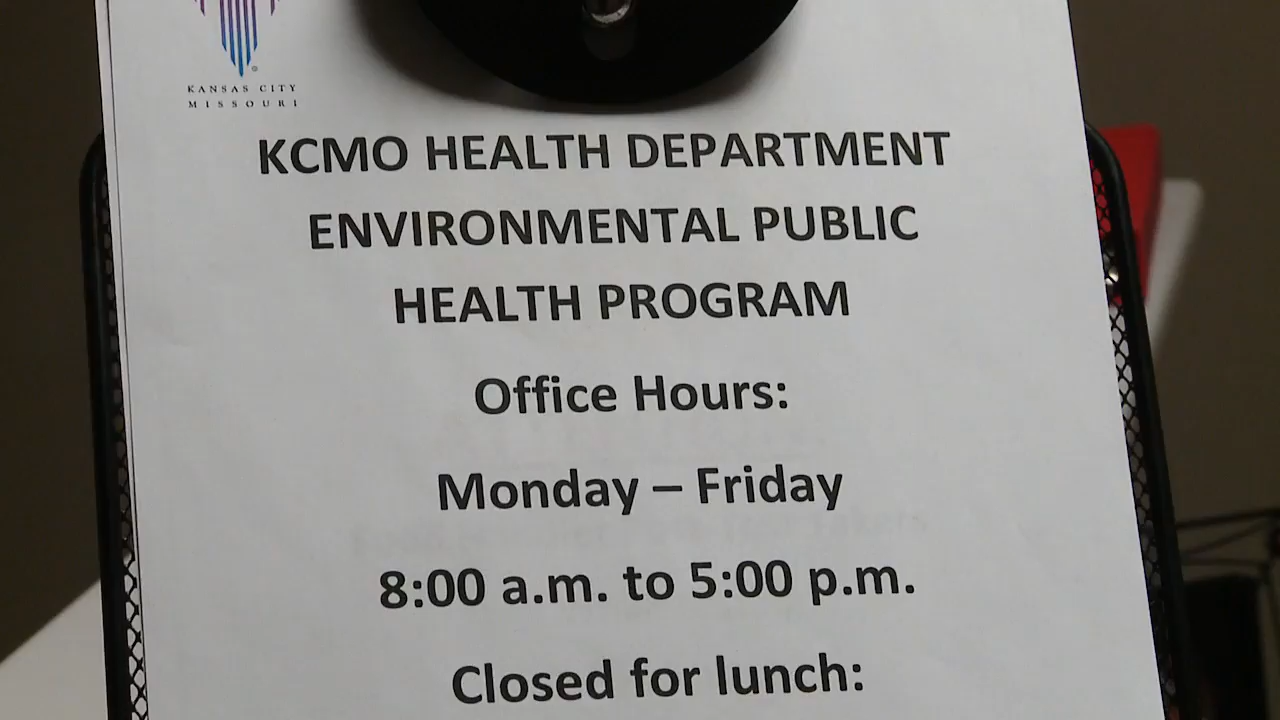 KANSAS CITY
MISSOURI
KCMO HEALTH DEPARTMENT
ENVIRONMENTAL PUBLIC
HEALTH PROGRAM
Office Hours:
Monday – Friday
8:00 a.m. to 5:00 p.m.
Closed for lunch: